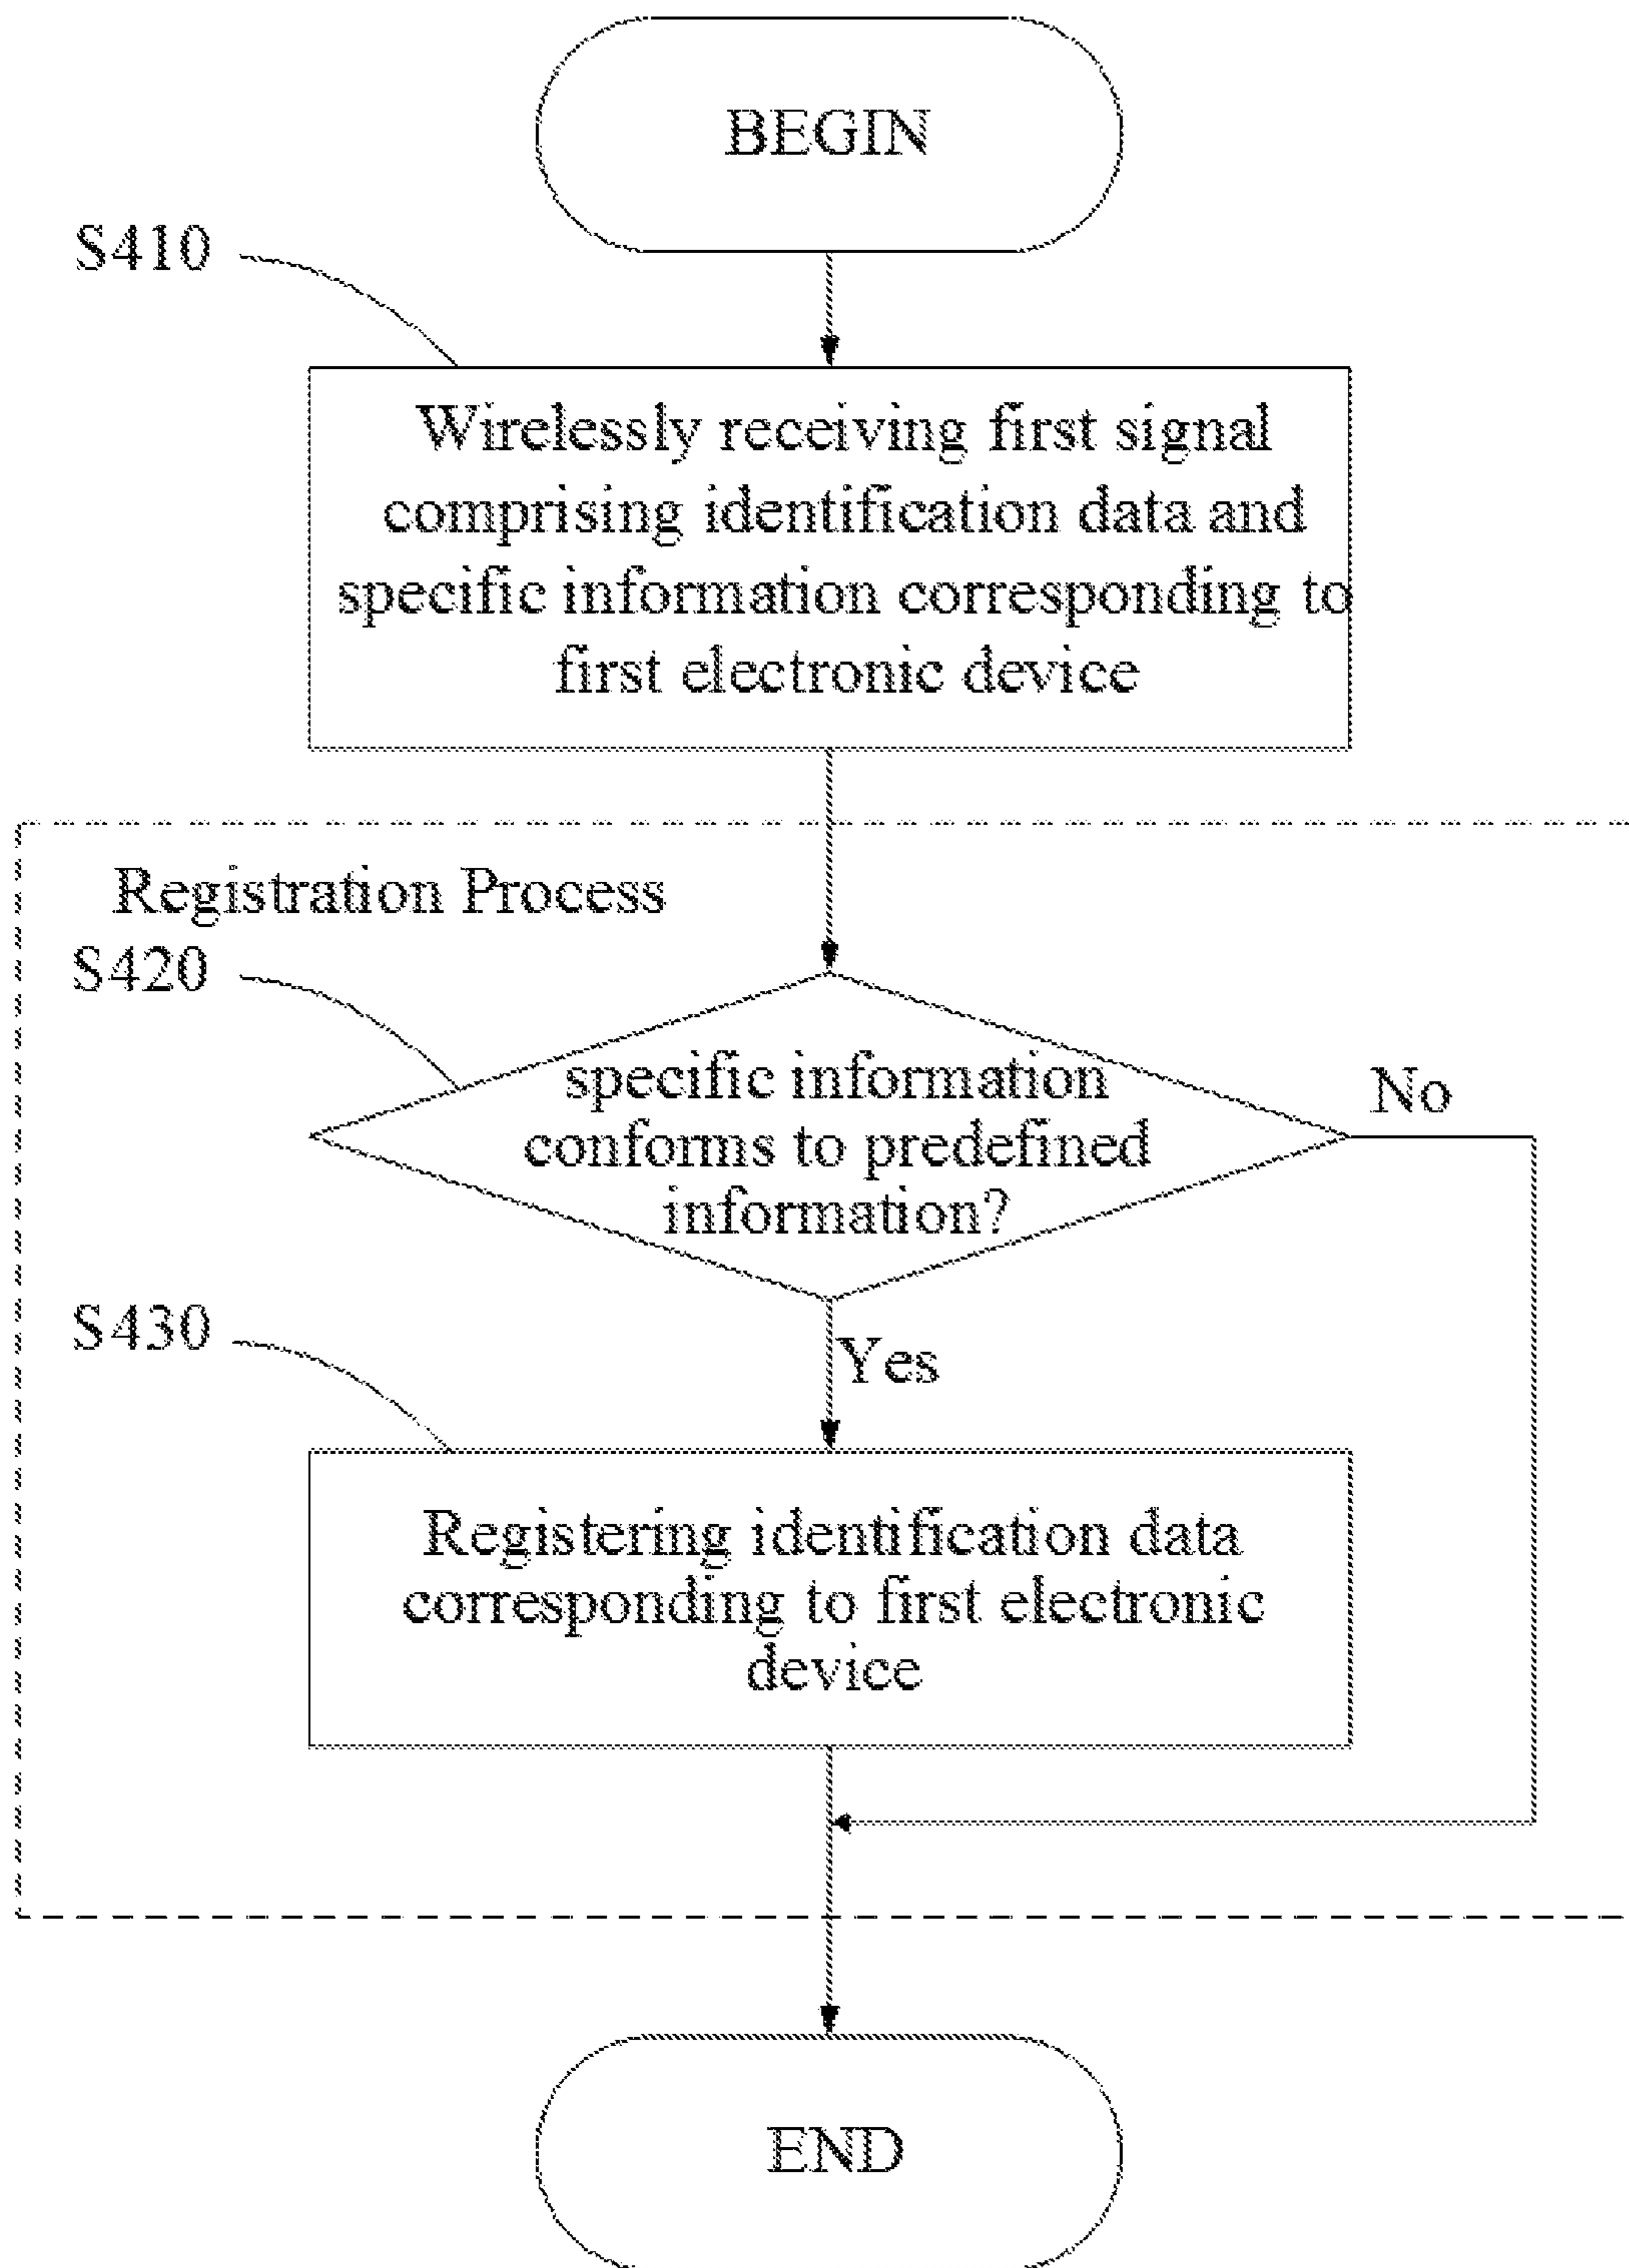 BEGIN
S410
Wirelessly receiving first signal
comprising identification data and
specific information corresponding to
first electronic device
Registration Process
S420
specific information
conforms to predefined
information?
No
S430
Yes
Registering identification data
corresponding to first electronic
device
END